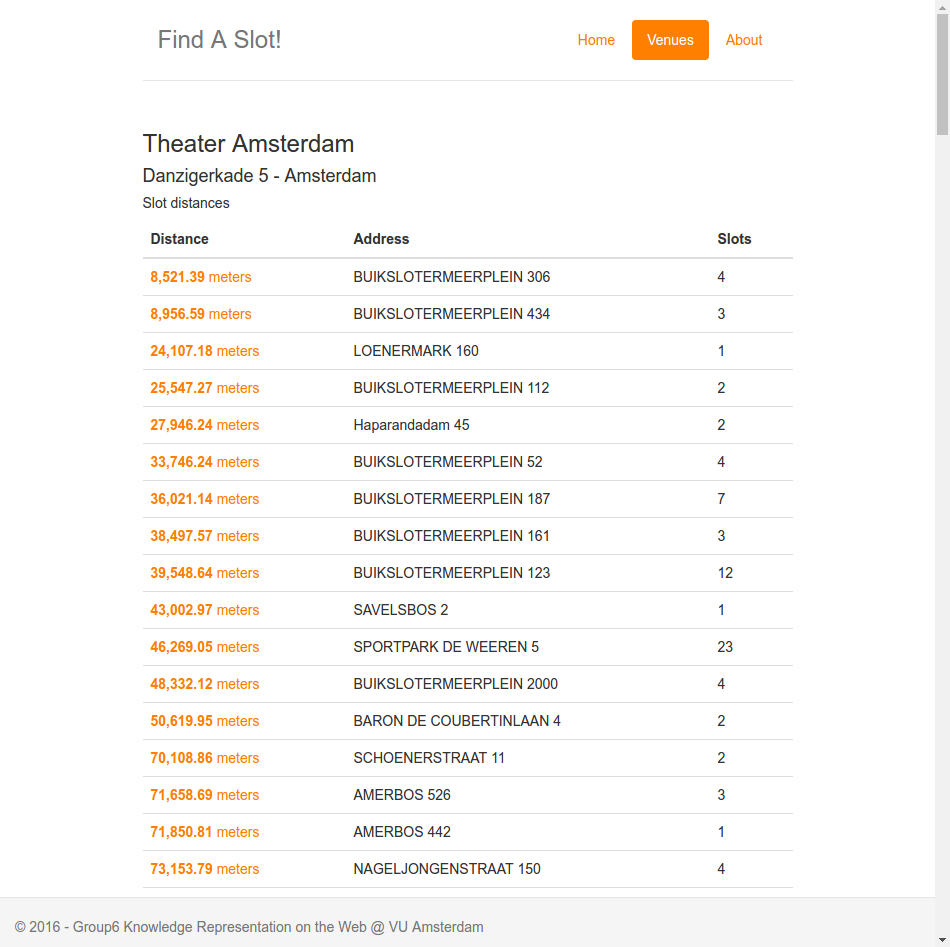 Find A Slot!
Home Venues About
Theater Amsterdam
Danzigerkade 5 - Amsterdam
Slot distances
Distance Address Slots
8,521.39 meters BUIKSLOTERMEERPLEIN 306 4
8,956.59 meters BUIKSLOTERMEERPLEIN 434 3
24,107.18 meters LOENERMARK 160 1
25,547.27 meters BUIKSLOTERMEERPLEIN 112 2
27,946.24 meters Haparandadam 45 2
33,746.24 meters BUIKSLOTERMEERPLEIN 52 4
36,021.14 meters BUIKSLOTERMEERPLEIN 187 7
38,497.57 meters BUIKSLOTERMEERPLEIN 161 3
39,548.64 meters BUIKSLOTERMEERPLEIN 123 12
43,002.97 meters SAVELSBOS 2 1
46,269.05 meters SPORTPARK DE WEEREN 5 23
48,332.12 meters BUIKSLOTERMEERPLEIN 2000 4
50,619.95 meters BARON DE COUBERTINLAAN 4 2
70,108.86 meters SCHOENERSTRAAT 11 2
71,658.69 meters AMERBOS 526 3
71,850.81 meters AMERBOS 442 1
73,153.79 meters NAGELJONGENSTRAAT 150 4
© 2016 - Group6 Knowledge Representation on the Web @ VU Amsterdam